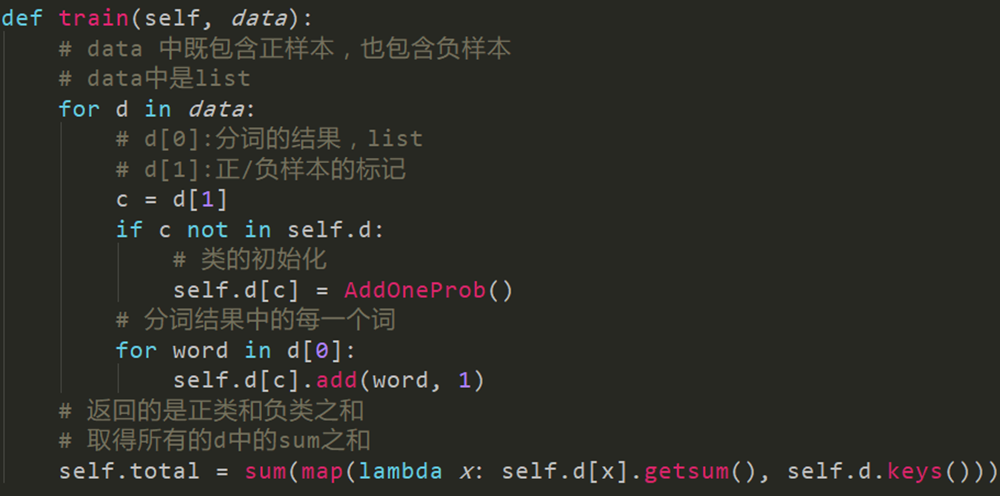 def train(self, data):
# data 中既包含正样本，也包含负样本
# data中是list
for d in data:
# d[0]:分词的结果，list
# d[1]:正/负样本的标记
c = d[1]
if c not in self.d:
# 类的初始化
self.d[c] = AddOneProb()
# 分词结果中的每一个词
for word in d[0]:
self.d[c].add(word, 1)
# 返回的是正类和负类之和
# 取得所有的d中的sum之和
self.total = sum(map(lambda x: self.d[x].getsum(), self.d.keys()))